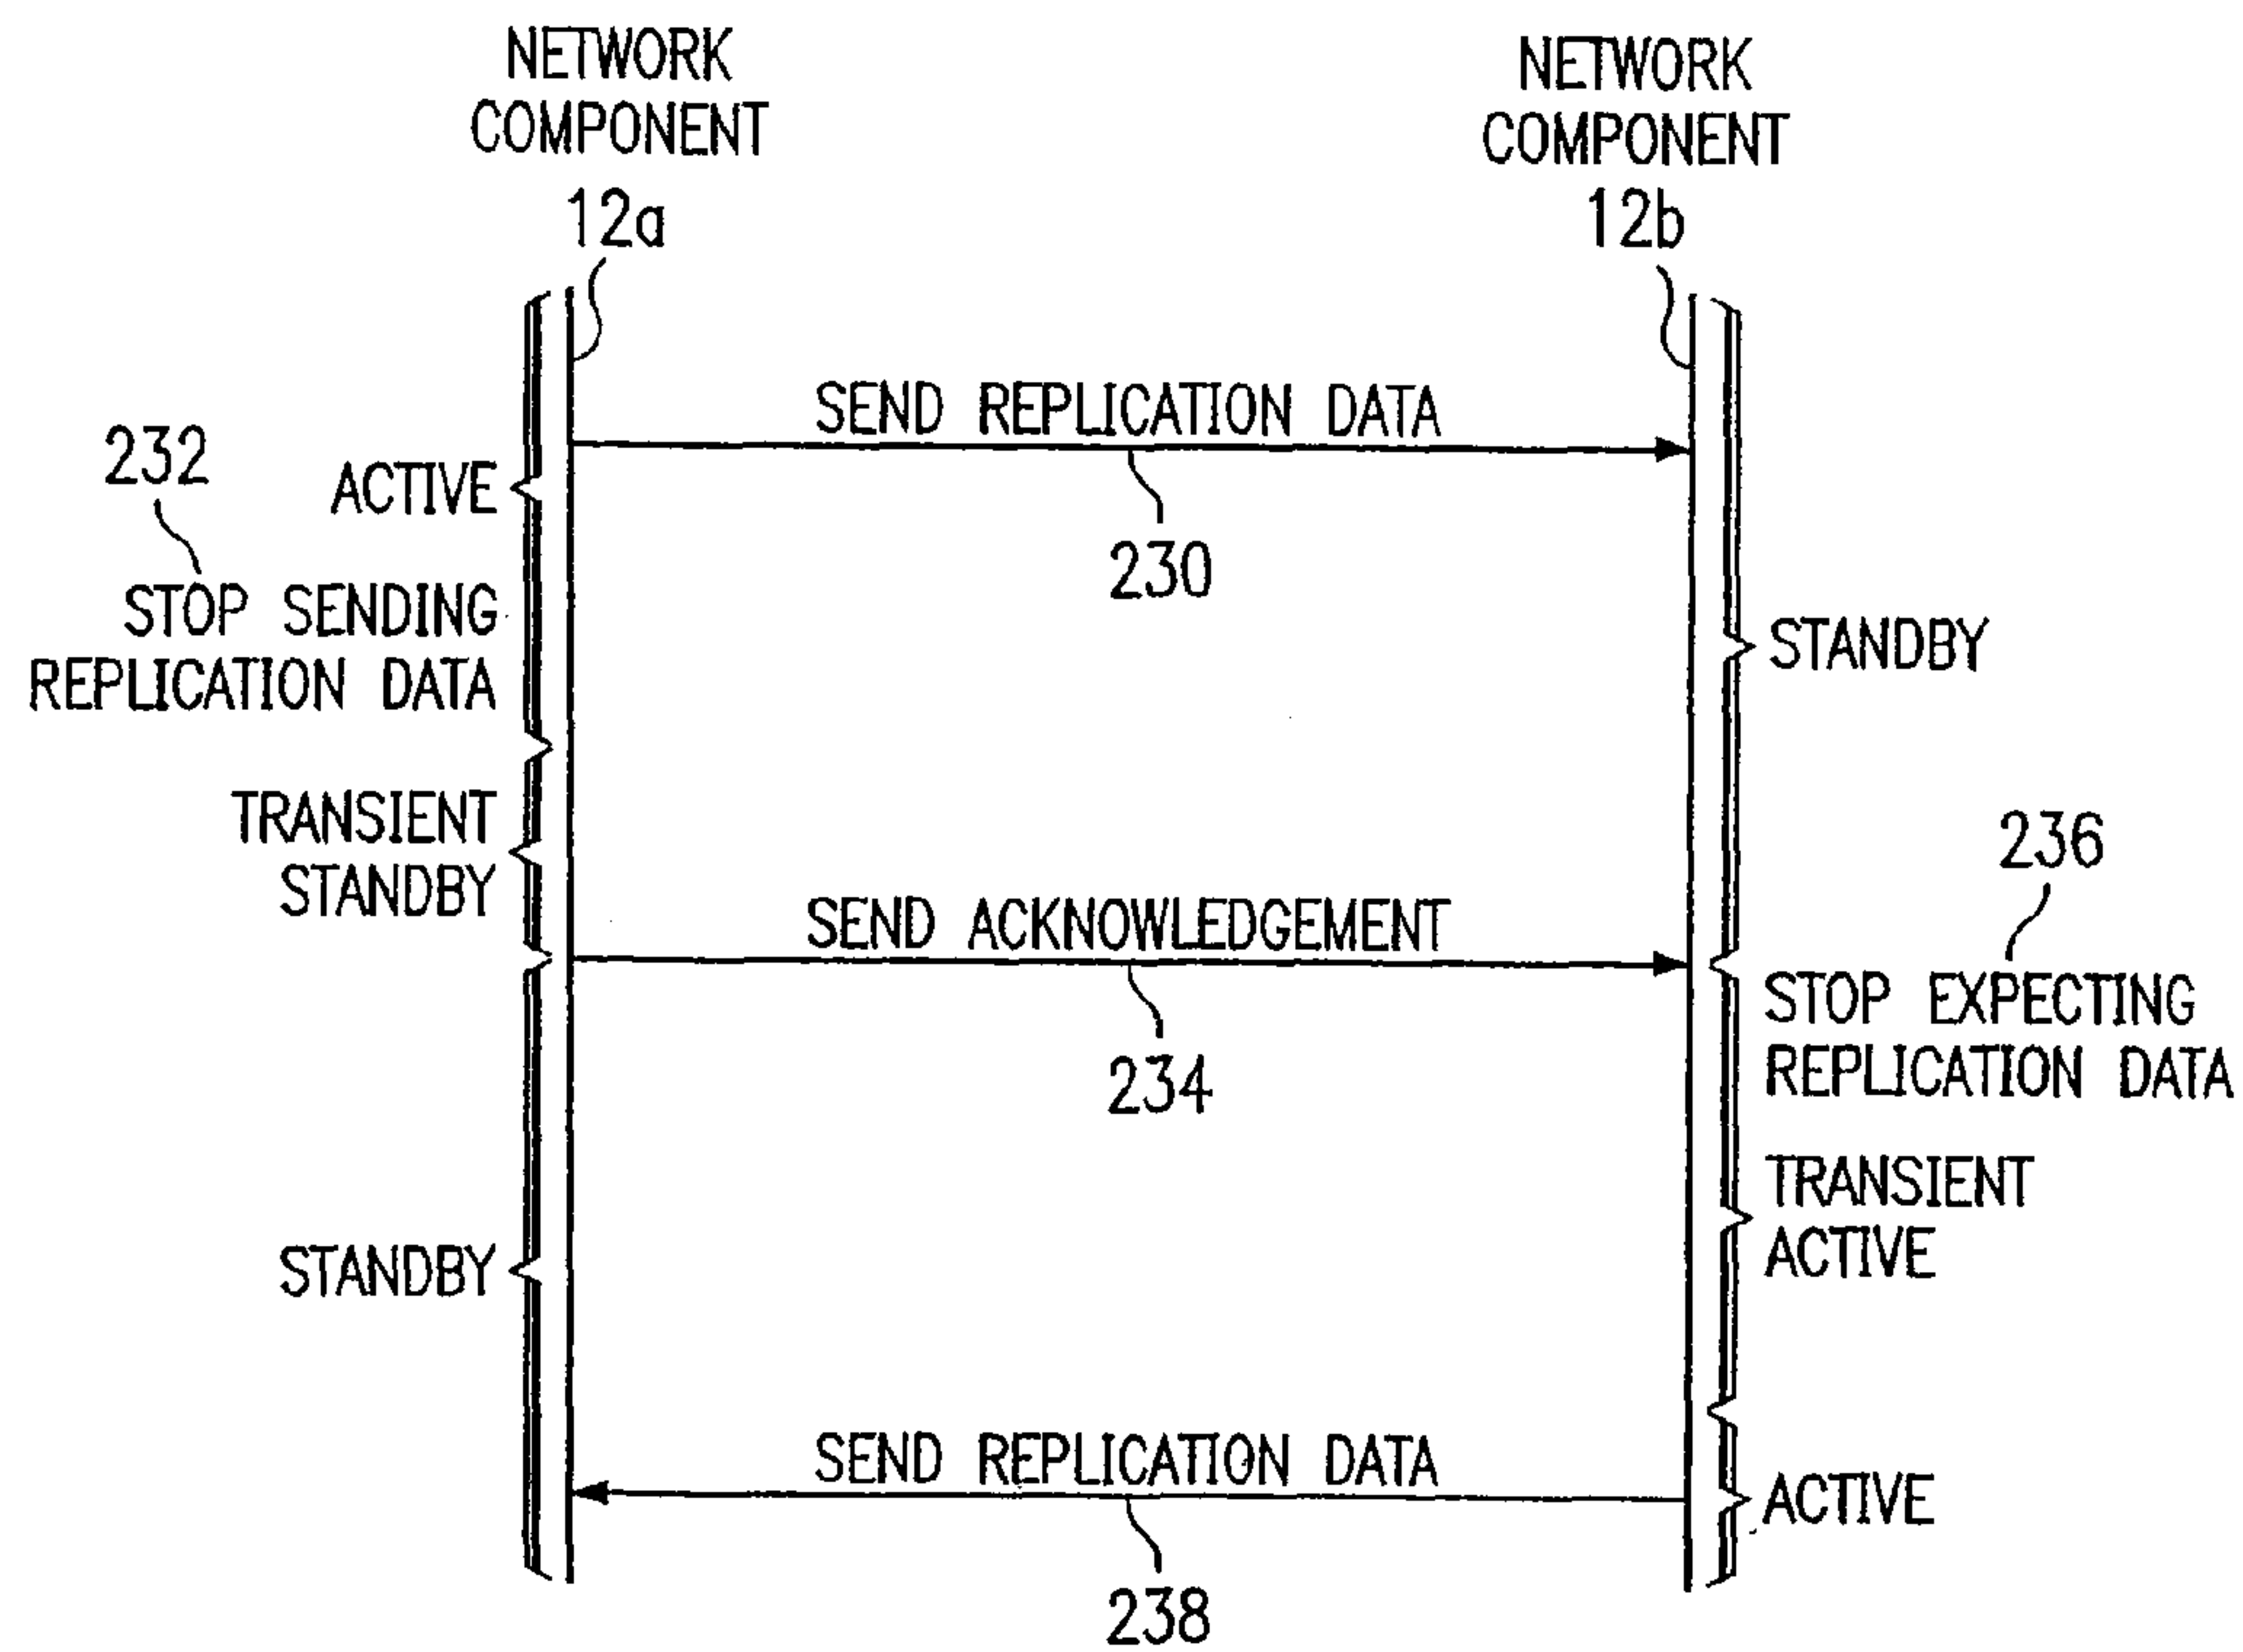 NETWORK
COMPONENT
12a
NETWORK
COMPONENT
12b
SEND REPLICATION DATA
230
232
ACTIVE
STOP SENDING
REPLICATION DATA
STANDBY
TRANSIENT
STANDBY
236
SEND ACKNOWLEDGEMENT
234
STOP EXPECTING
REPLICATION DATA
TRANSIENT
ACTIVE
STANDBY
SEND REPLICATION DATA
238
ACTIVE